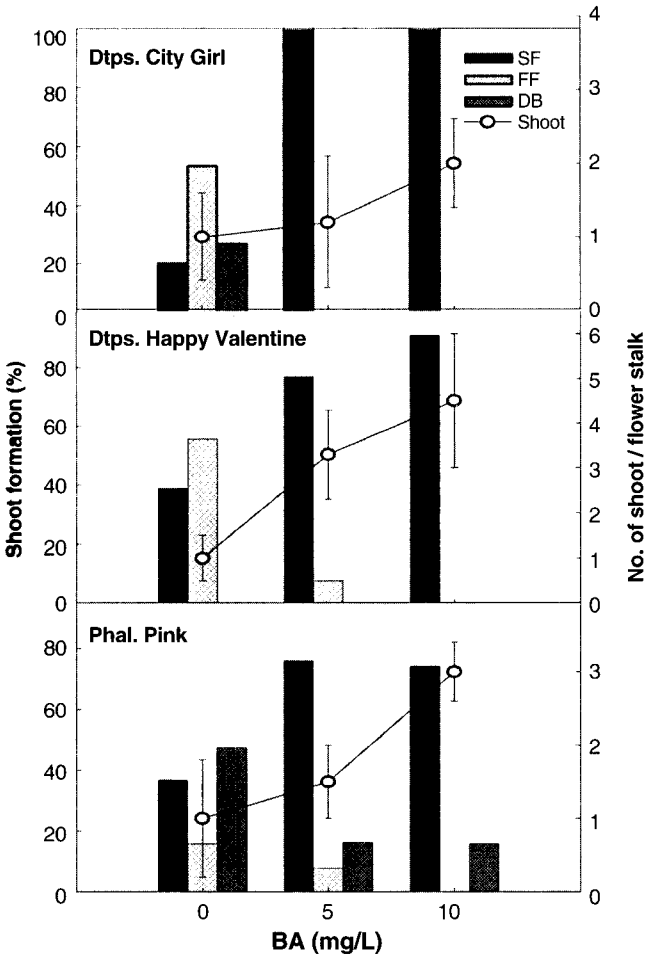 Dtps. City Girl
SF
FF
DB
Shoot
100
80
60
40
20
0
4
3
2
1
0
Dtps. Happy Valentine
80
60
40
20
0
6
5
4
3
2
1
0
Phal. Pink
80
60
40
20
0
3
2
1
0
Shoot formation (%)
No. of shoot / flower stalk
0 5 10
BA (mg/L)